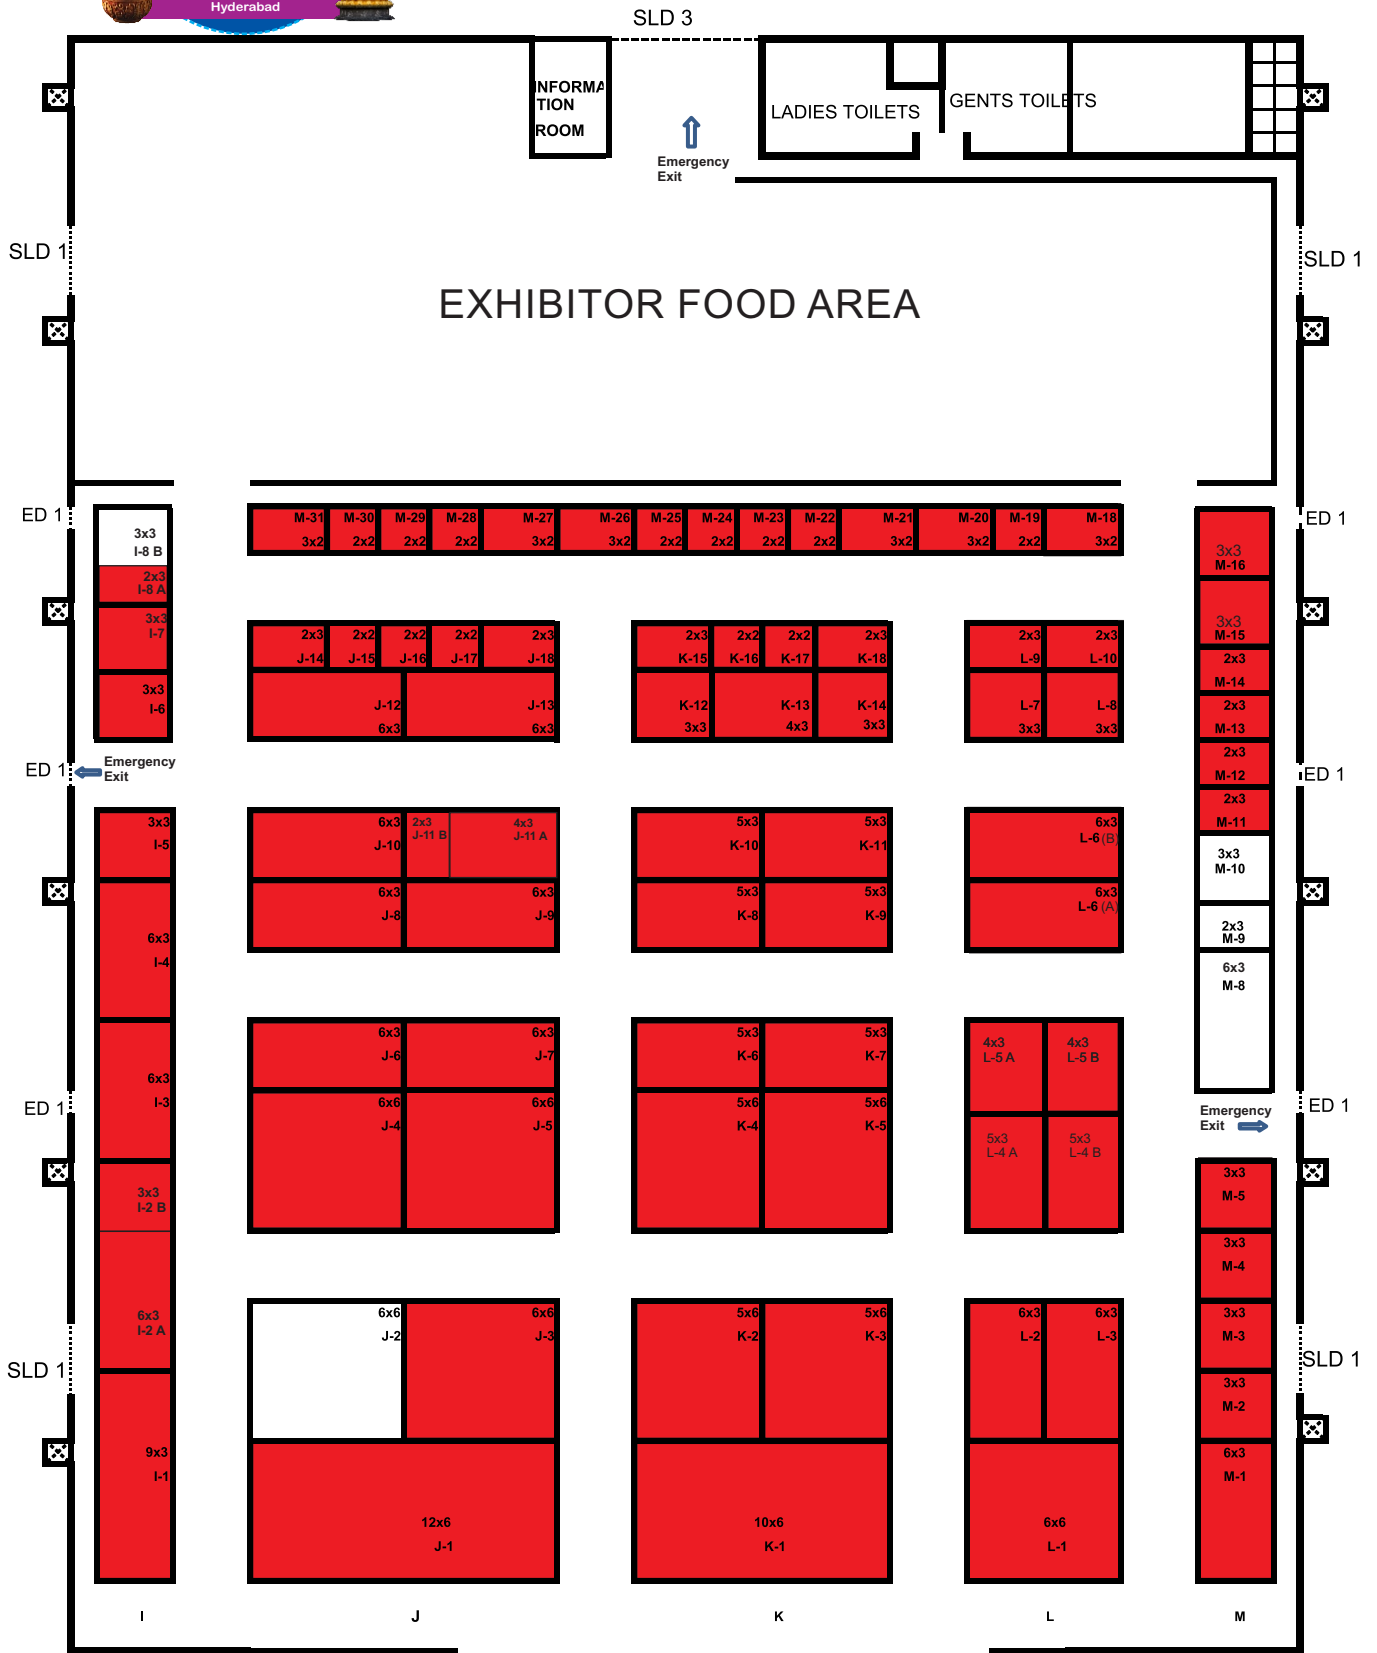 Hyderabad
SLD 3
INFORMA
TION
ROOM
LADIES TOILETS
GENTS TOILETS
Emergency
Exit
SLD 1
SLD 1
EXHIBITOR FOOD AREA
ED 1
ED 1
3x3
I-8 B
2x3
I-8 A
3x3
I-7
3x3
I-6
M-31 M-30 M-29 M-28 M-27 M-26 M-25 M-24 M-23 M-22 M-21 M-20 M-19 M-18
3x2 2x2 2x2 2x2 3x2 3x2 2x2 2x2 2x2 2x2 3x2 3x2 2x2 3x2
2x3 2x2 2x2 2x2 2x3
J-14 J-15 J-16 J-17 J-18
J-12 J-13
6x3 6x3
2x3 2x2 2x2 2x3
K-15 K-16 K-17 K-18
K-12 K-13 K-14
3x3 4x3 3x3
2x3 2x3
L-9 L-10
L-7 L-8
3x3 3x3
3x3
M-16
3x3
M-15
2x3
M-14
2x3
M-13
2x3
M-12
2x3
M-11
3x3
M-10
2x3
M-9
6x3
M-8
ED 1
Emergency
Exit
ED 1
3x3
I-5
6x3
I-4
6x3
I-3
3x3
I-2 B
6x3
I-2 A
9x3
I-1
6x3 2x3 4x3
J-10 J-11 B J-11 A
6x3 6x3
J-8 J-9
5x3 5x3
K-10 K-11
5x3 5x3
K-8 K-9
6x3
L-6 (B)
6x3
L-6 (A)
6x3 6x3
J-6 J-7
6x6 6x6
J-4 J-5
5x3 5x3
K-6 K-7
5x6 5x6
K-4 K-5
4x3 4x3
L-5 A L-5 B
5x3 5x3
L-4 A L-4 B
ED 1
Emergency
Exit
ED 1
3x3
M-5
3x3
M-4
3x3
M-3
3x3
M-2
6x3
M-1
6x6 6x6
J-2 J-3
12x6
J-1
5x6 5x6
K-2 K-3
10x6
K-1
6x3 6x3
L-2 L-3
6x6
L-1
SLD 1
SLD 1
I J K L M